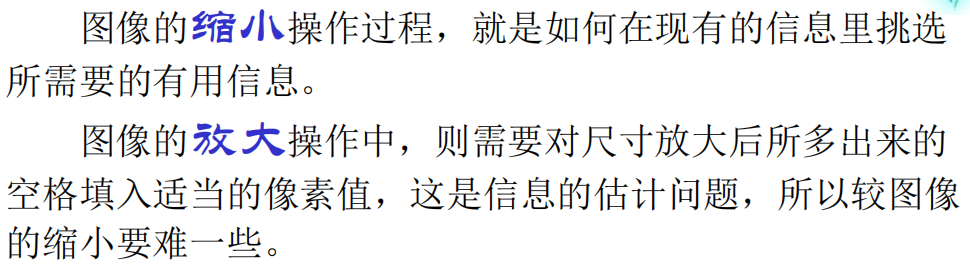 图像的缩小操作过程，就是如何在现有的信息里挑选
所需要的有用信息。
图像的放大操作中，则需要对尺寸放大后所多出来的
空格填入适当的像素值，这是信息的估计问题，所以较图像
的缩小要难一些。